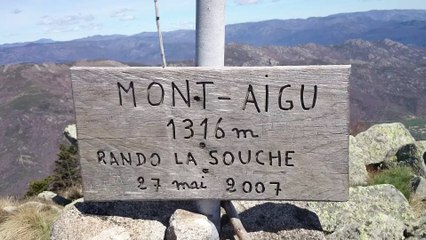 MONT-AiGU
1316 m
RANDO LA SOUCHE
27 mai 2007